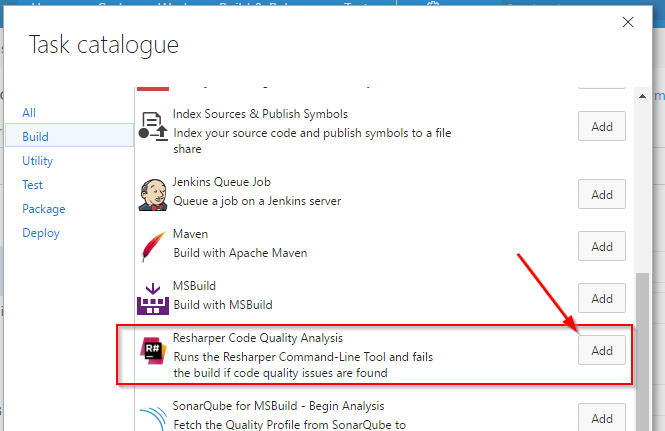 Task catalogue
All
Build
Utility
Test
Package
Deploy
Index Sources & Publish Symbols
Index your source code and publish symbols to a file
share
Add
Jenkins Queue Job
Queue a job on a Jenkins server
Add
Maven
Build with Apache Maven
Add
MSBuild
Build with MSBuild
Add
R#
Resharper Code Quality Analysis
Runs the Resharper Command-Line Tool and fails
the build if code quality issues are found
Add
SonarQube for MSBuild - Begin Analysis
Fetch the Quality Profile from SonarQube to
Add